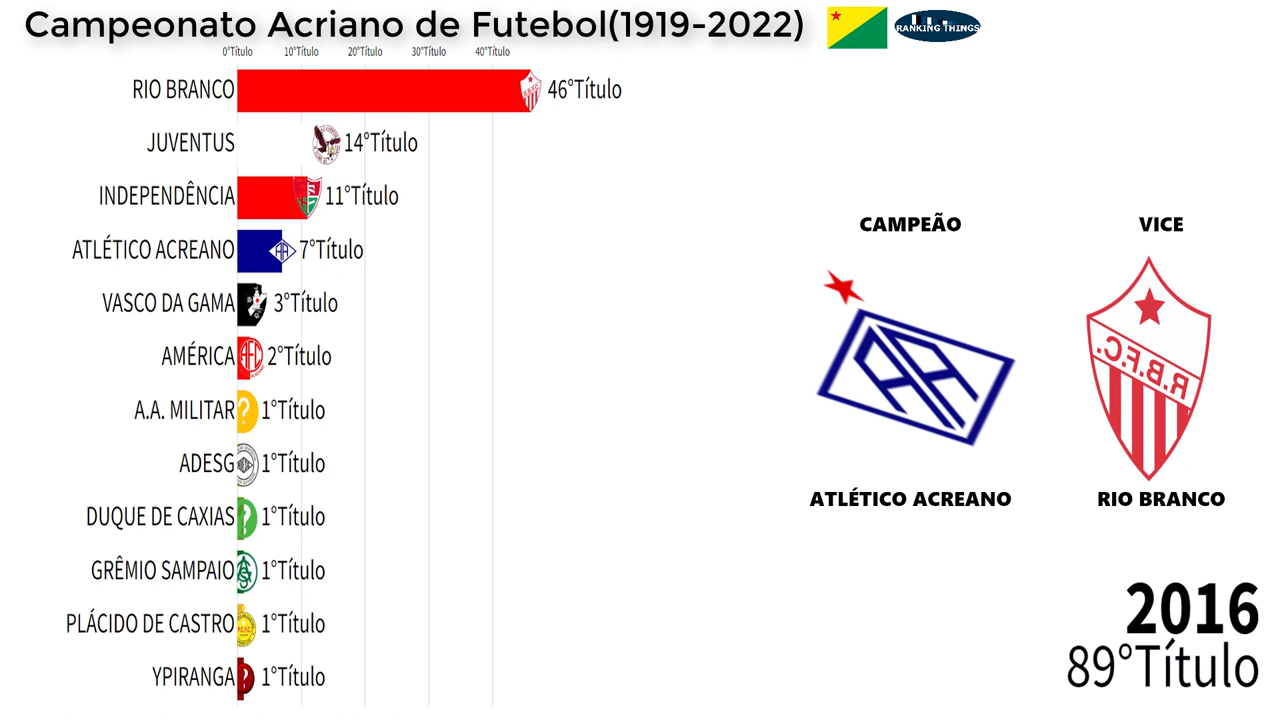 Campeonato Acriano de Futebol(1919-2022)
RANKING THINGS
0°Título 10°Título 20°Título 30°Título 40°Título
RIO BRANCO 46°Título
JUVENTUS 14°Título
INDEPENDÊNCIA 11°Título
ATLÉTICO ACREANO 7°Título
VASCO DA GAMA 3°Título
AMÉRICA 2°Título
A.A. MILITAR ? 1°Título
ADESG 1°Título
DUQUE DE CAXIAS ? 1°Título
GRÊMIO SAMPAIO 1°Título
PLÁCIDO DE CASTRO 1°Título
YPIRANGA ? 1°Título
CAMPEÃO VICE
R.B.F.C.
ATLÉTICO ACREANO RIO BRANCO
2016
89°Título